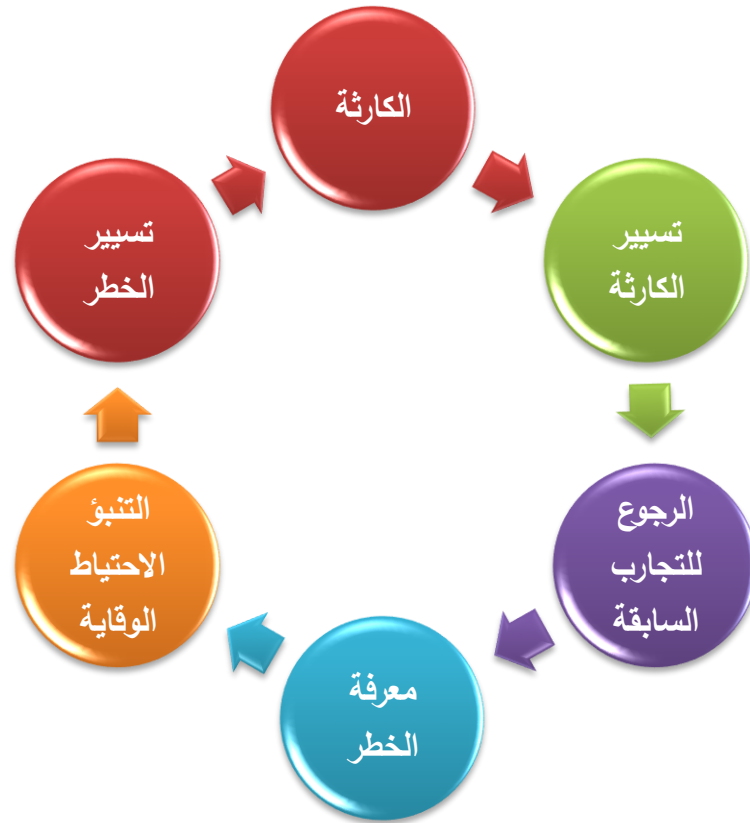 الكارثة
تسيير
الكارثة
الرجوع
للتجارب
السابقة
معرفة
الخطر
التنبؤ
الاحتياط
الوقاية
تسيير
الخطر